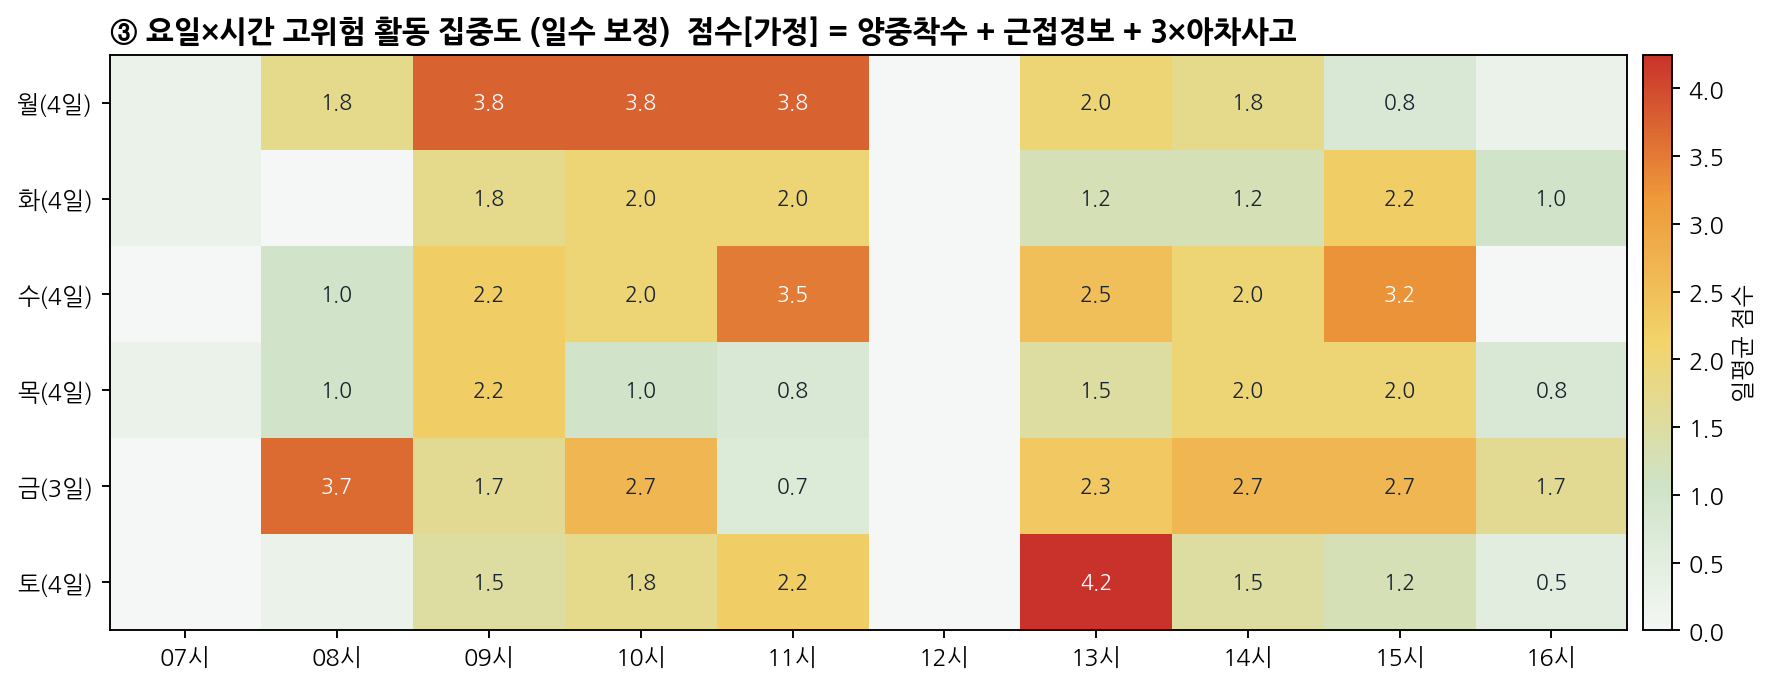 ③ 요일×시간 고위험 활동 집중도 (일수 보정)  점수[가정] = 양중착수 + 근접경보 + 3×아차사고
월(4일) 1.8 3.8 3.8 3.8 2.0 1.8 0.8
화(4일) 1.8 2.0 2.0 1.2 1.2 2.2 1.0
수(4일) 1.0 2.2 2.0 3.5 2.5 2.0 3.2
목(4일) 1.0 2.2 1.0 0.8 1.5 2.0 2.0 0.8
금(3일) 3.7 1.7 2.7 0.7 2.3 2.7 2.7 1.7
토(4일) 1.5 1.8 2.2 4.2 1.5 1.2 0.5
07시 08시 09시 10시 11시 12시 13시 14시 15시 16시
4.0
3.5
3.0
2.5
2.0
1.5
1.0
0.5
0.0
일평균 점수